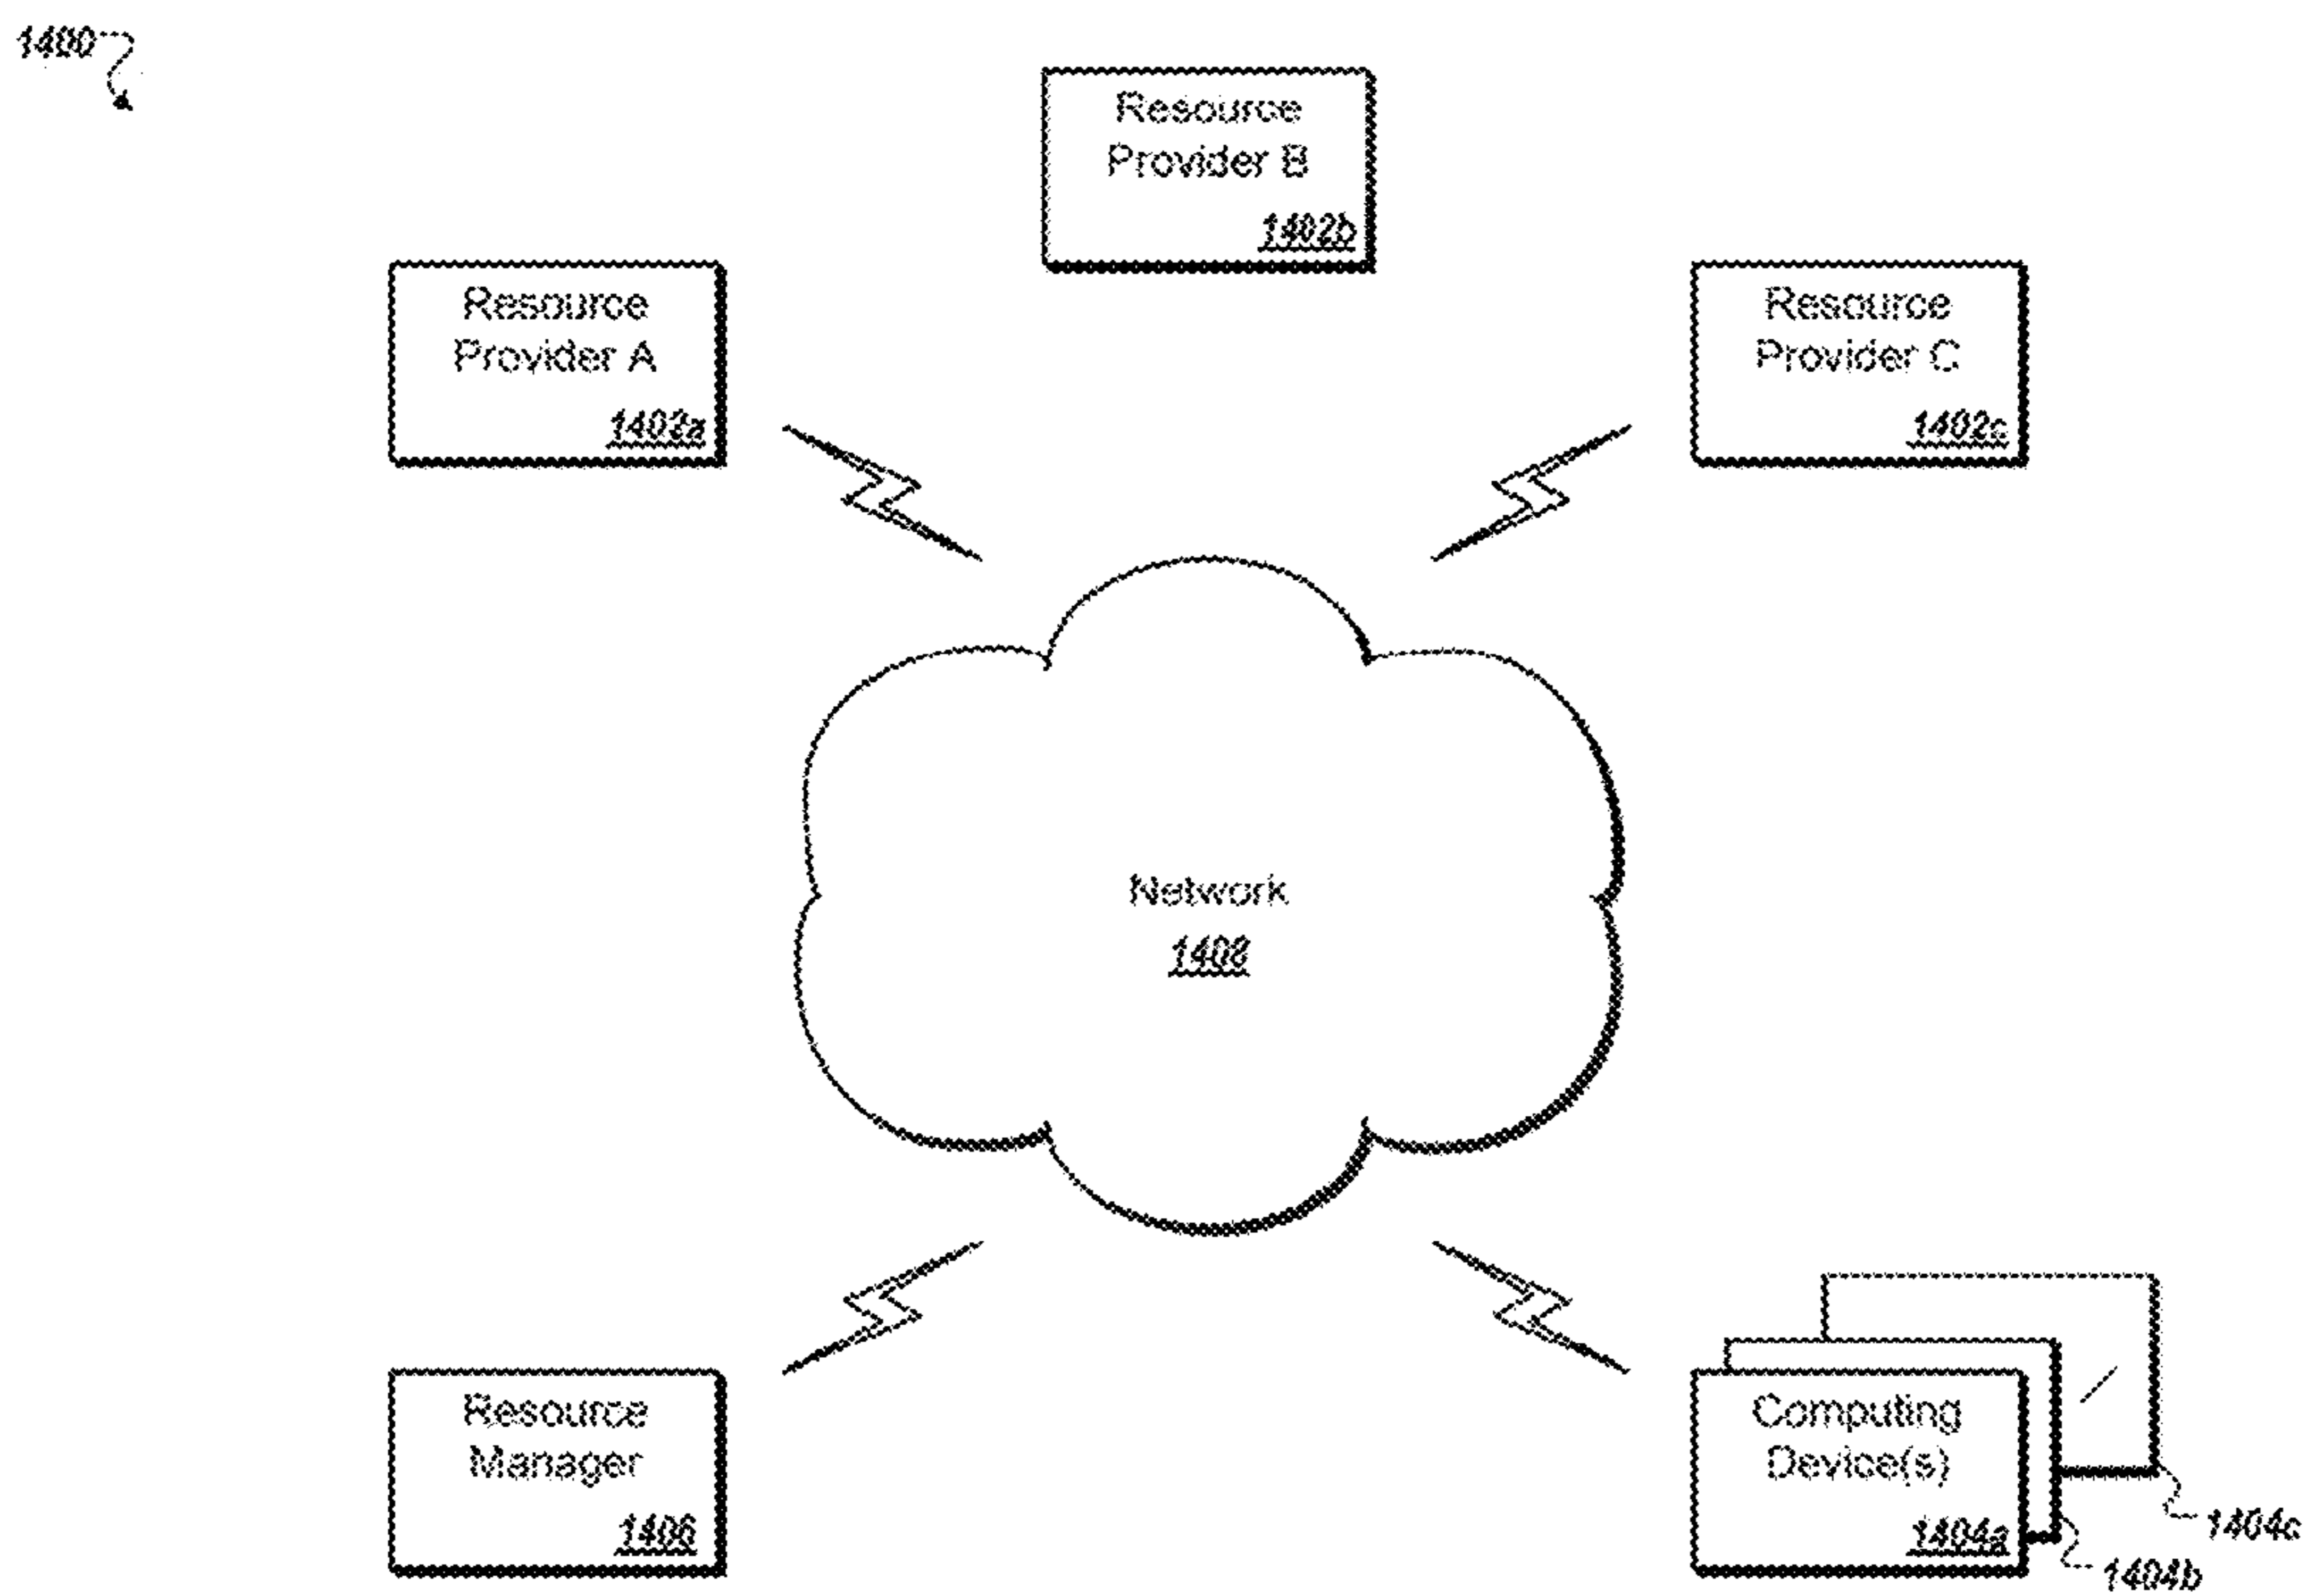 1400
Resource
Provider B
1402b
Resource
Provider A
1402a
Resource
Provider C
1402c
Network
1408
Resource
Manager
1406
Computing
Device(s)
1404a
1404b
1404c